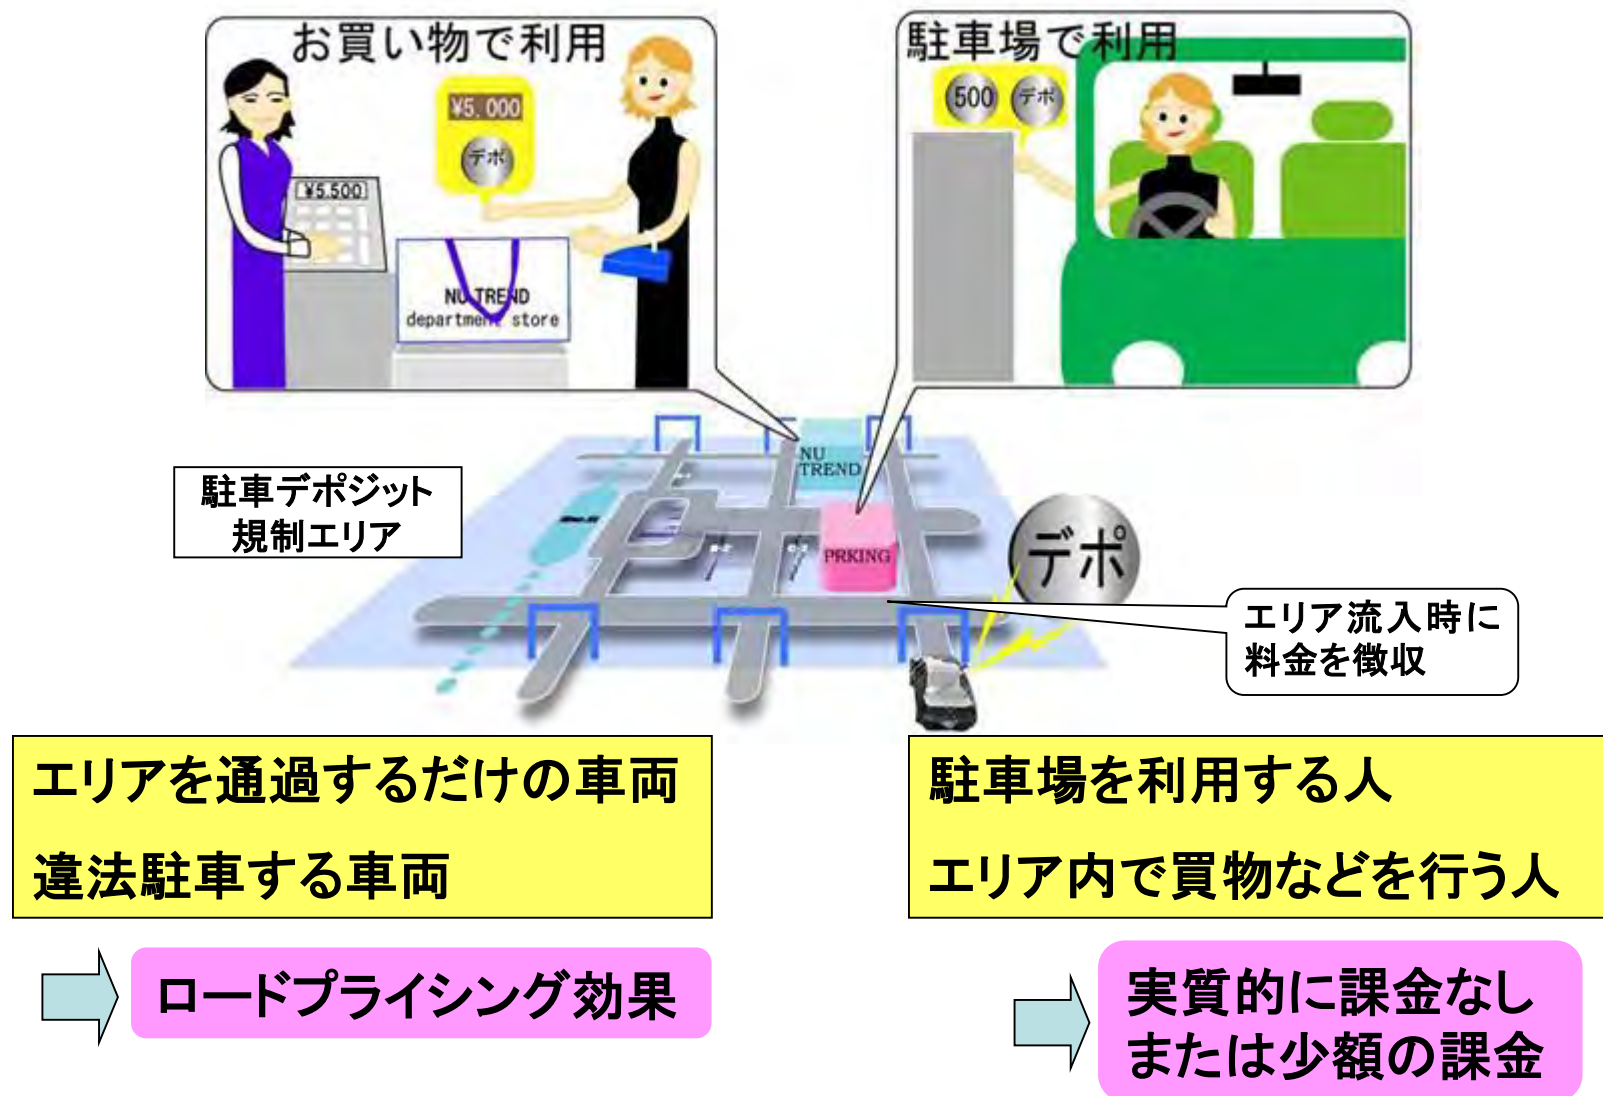 お買い物で利用
¥5,000
デポ
¥5.500
NU TREND
department store
駐車場で利用
500
デポ
NU
TREND
PRKING
駐車デポジット
規制エリア
デポ
エリア流入時に
料金を徴収
エリアを通過するだけの車両
違法駐車する車両
ロードプライシング効果
駐車場を利用する人
エリア内で買物などを行う人
実質的に課金なし
または少額の課金